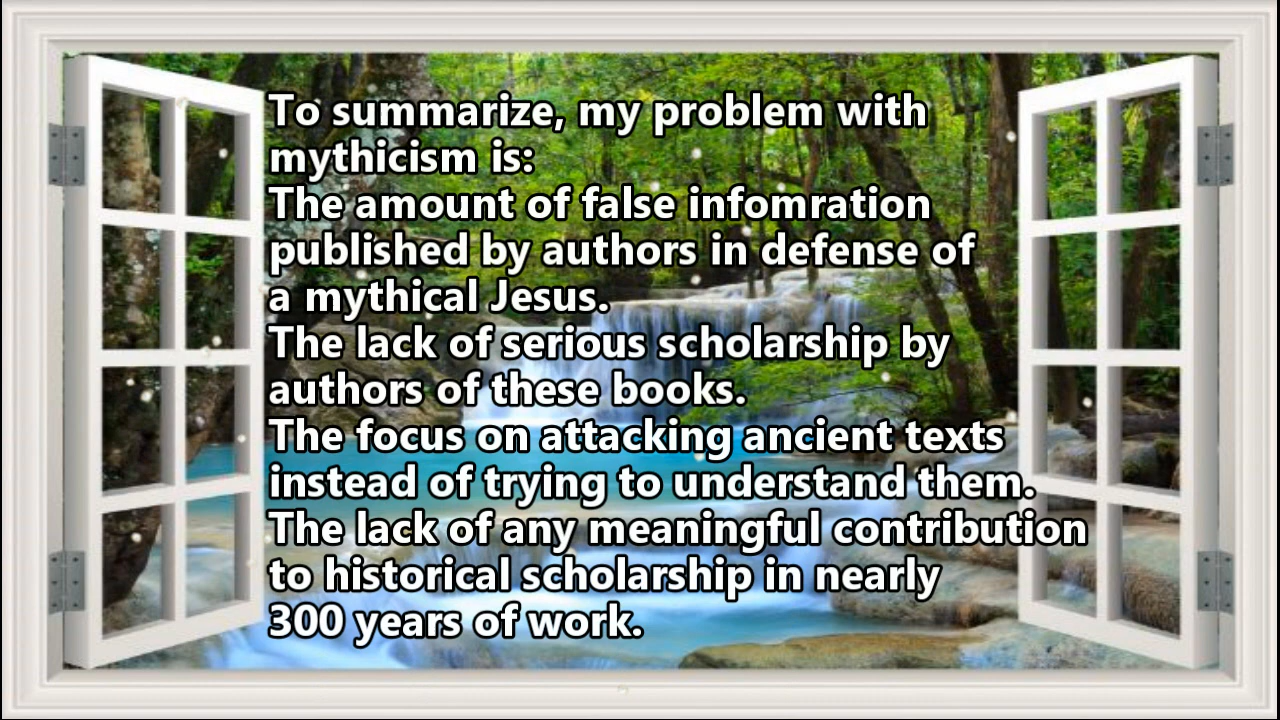 To summarize, my problem with
mythicism is:
The amount of false infomration
published by authors in defense of
a mythical Jesus.
The lack of serious scholarship by
authors of these books.
The focus on attacking ancient texts
instead of trying to understand them.
The lack of any meaningful contribution
to historical scholarship in nearly
300 years of work.